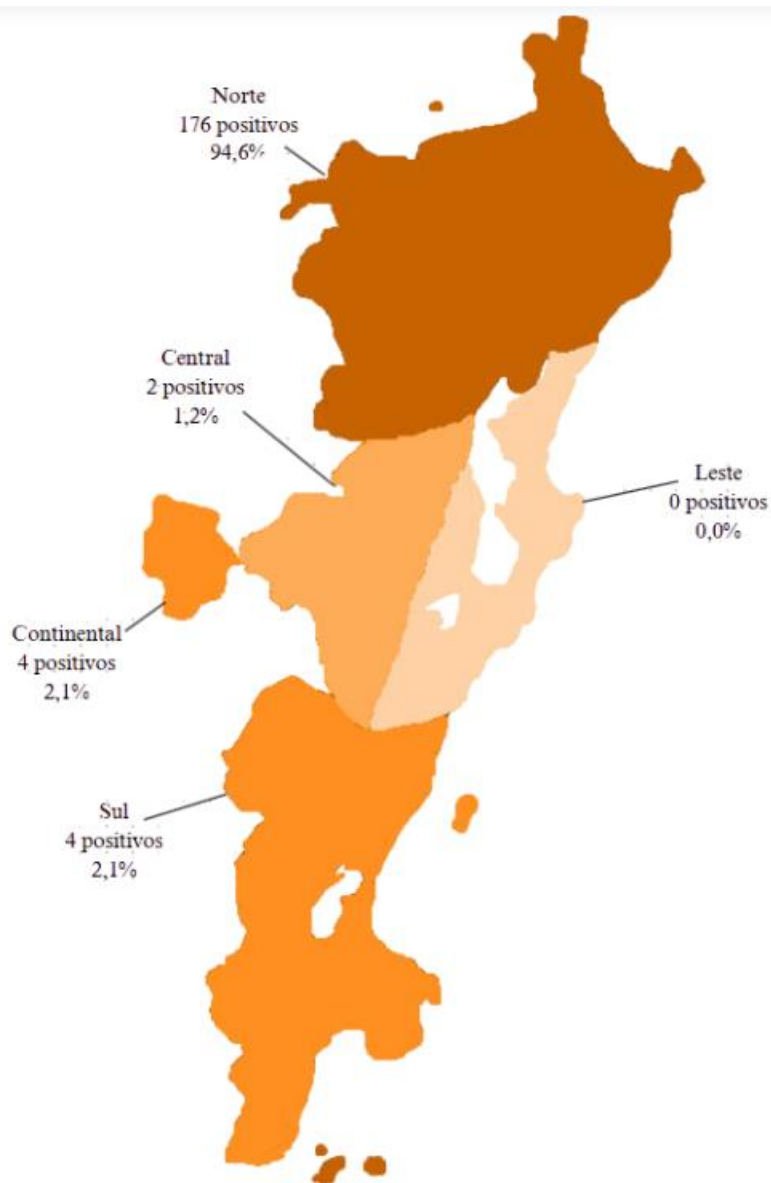 Norte
176 positivos
94,6%
Central
2 positivos
1,2%
Leste
0 positivos
0,0%
Continental
4 positivos
2,1%
Sul
4 positivos
2,1%